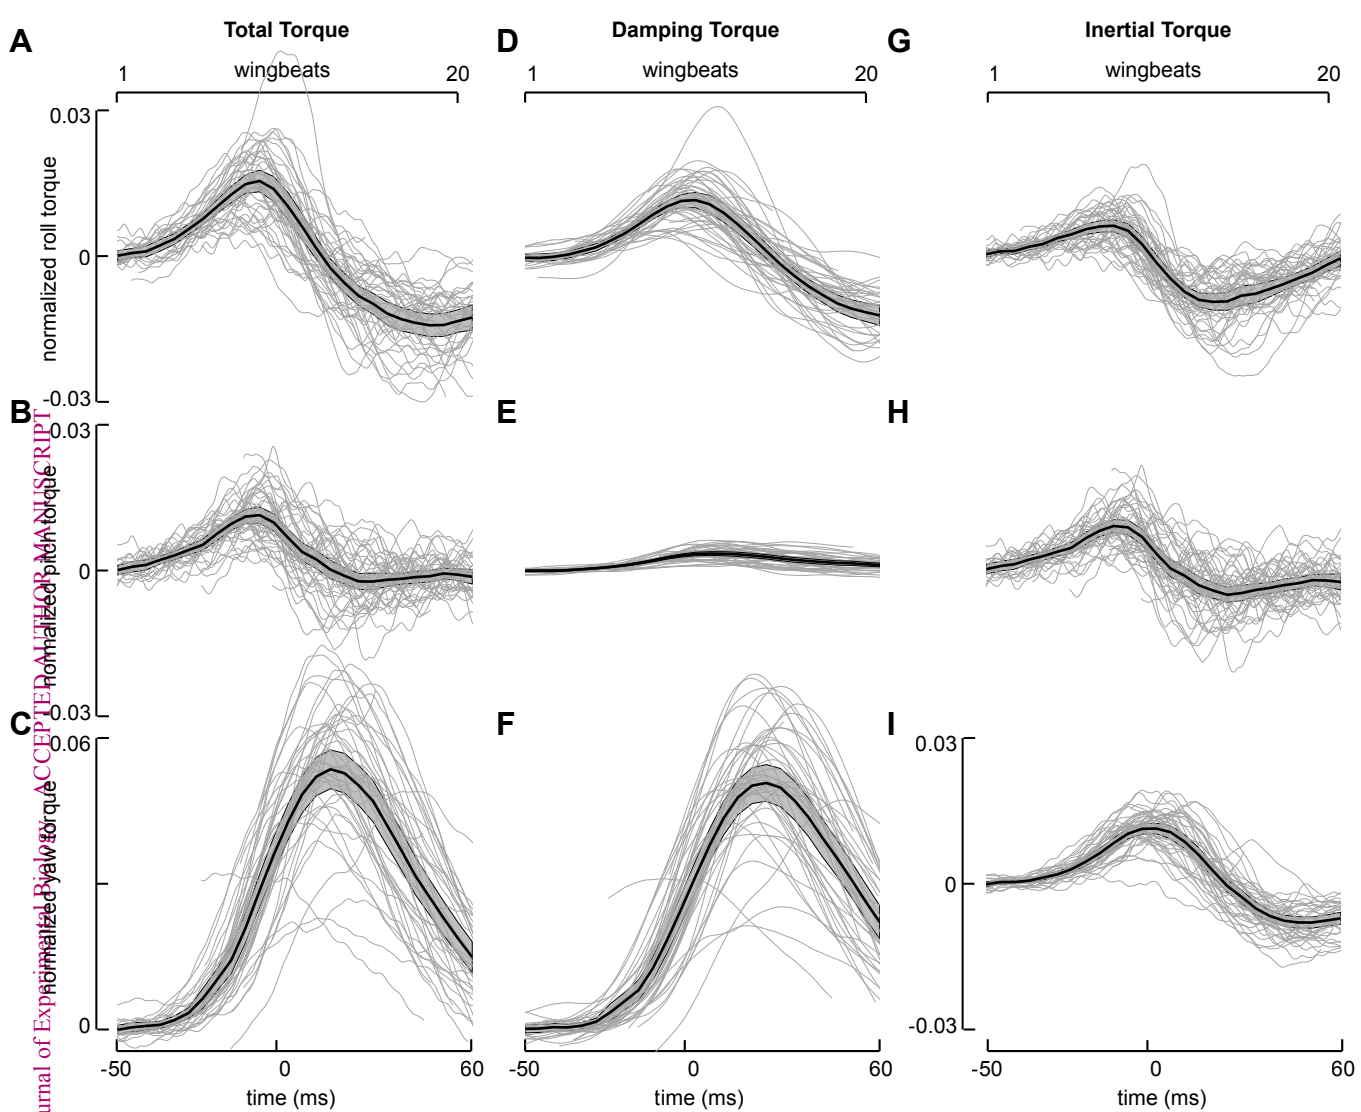 A Total Torque D Damping Torque G Inertial Torque
1 wingbeats 20 1 wingbeats 20 1 wingbeats 20
0.03
normalized roll torque
0
-0.03
B E H
0.03
normalized pitch torque
0
-0.03
C F I
0.06
normalized yaw torque
0
0.03
0
-0.03
-50 0 60 -50 0 60 -50 0 60
time (ms) time (ms) time (ms)
urnal of Experimental Biology ACCEPTED AUTHOR MANUSCRIPT